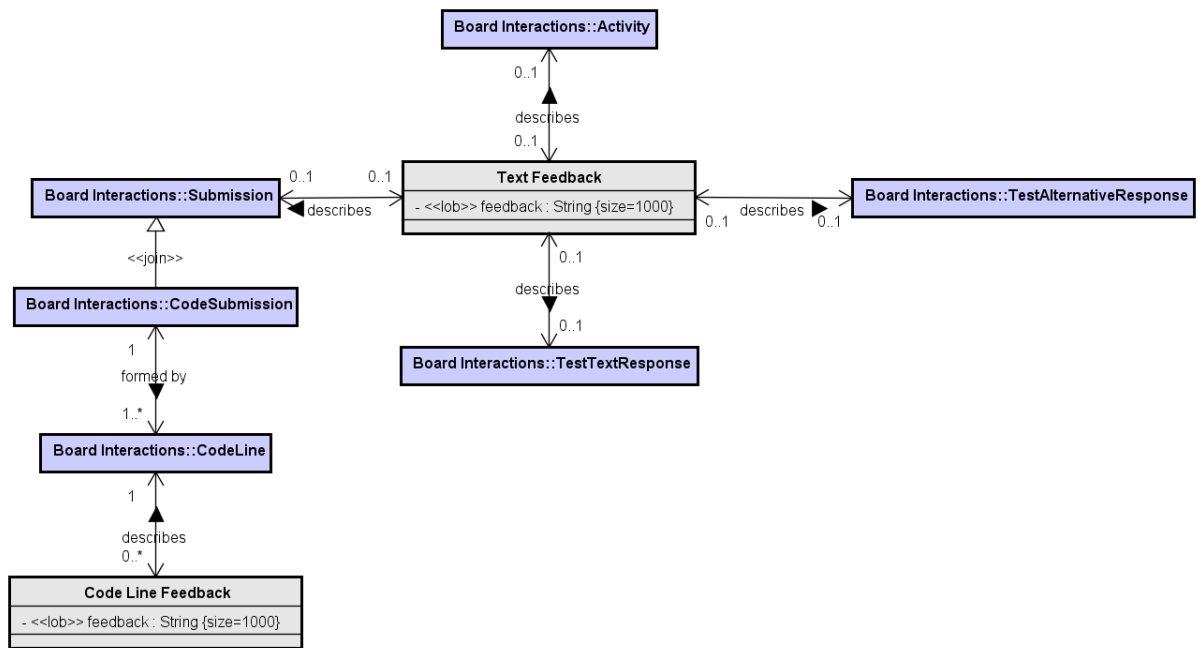 Board Interactions::Activity
0..1
describes
0..1
0..1
0..1
Text Feedback
Board Interactions::Submission
describes
- <<lob>> feedback : String {size=1000}
Board Interactions::TestAlternativeResponse
0..1
describes
0..1
0..1
<<join>>
describes
0..1
Board Interactions::CodeSubmission
1
Board Interactions::TestTextResponse
formed by
1..*
Board Interactions::CodeLine
1
describes
0..*
Code Line Feedback
- <<lob>> feedback : String {size=1000}